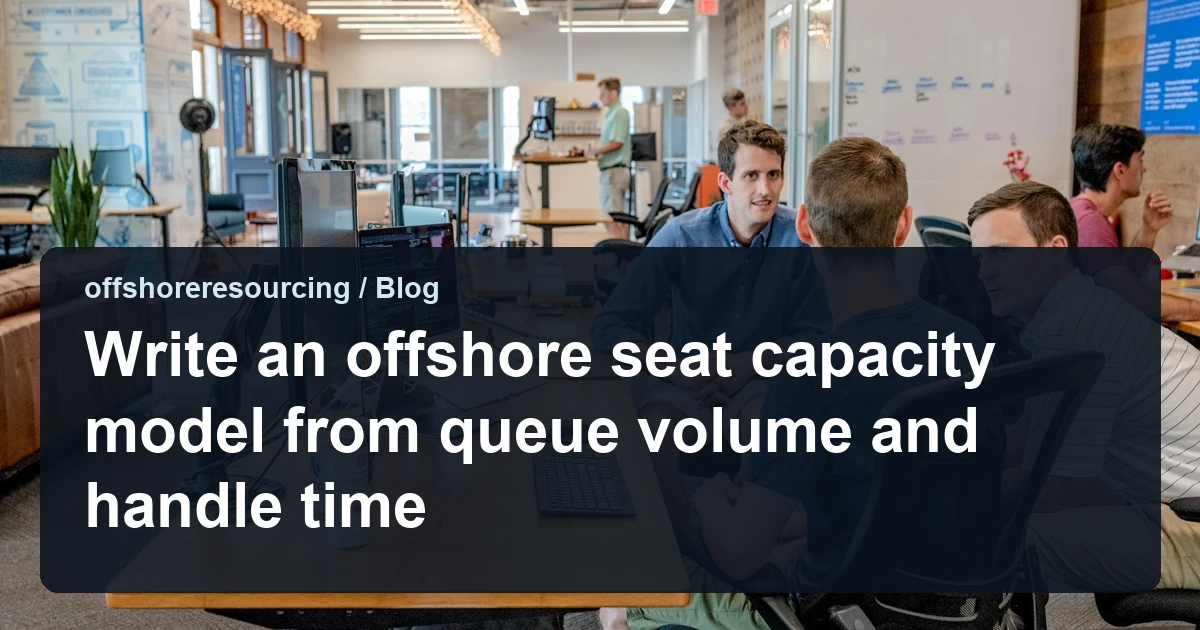 offshoreresourcing / Blog
Write an offshore seat capacity
model from queue volume and
handle time